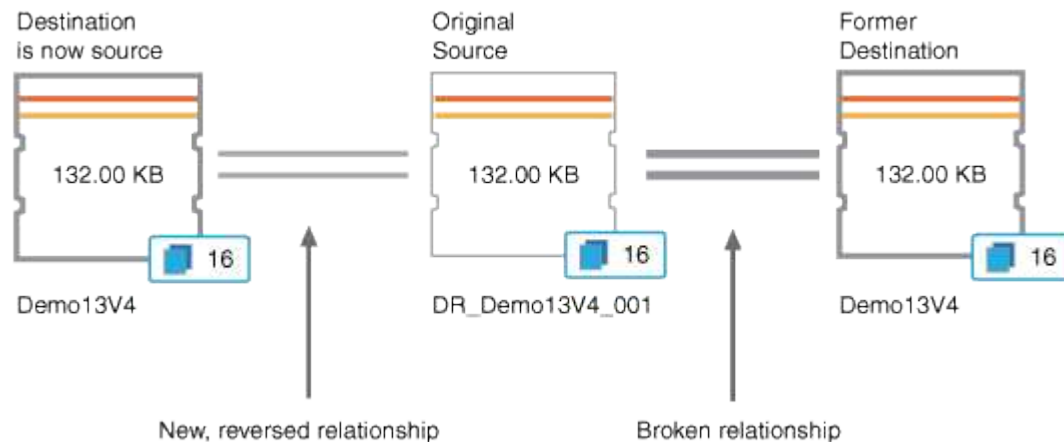 Destination
is now source
Original
Source
Former
Destination
132.00 KB
132.00 KB
132.00 KB
16
16
16
Demo13V4
DR_Demo13V4_001
Demo13V4
New, reversed relationship
Broken relationship